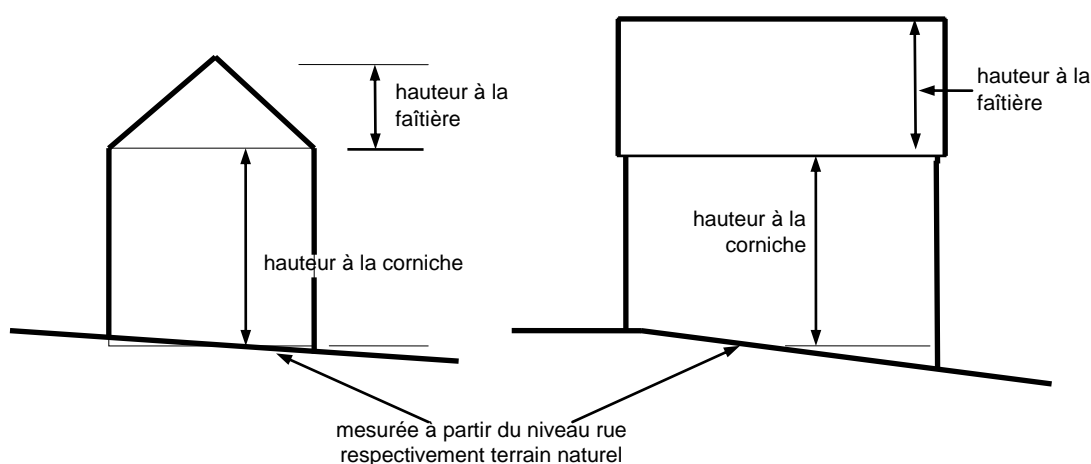 hauteur à la
faîtière
hauteur à la corniche
hauteur à la
faîtière
hauteur à la
corniche
mesurée à partir du niveau rue
respectivement terrain naturel